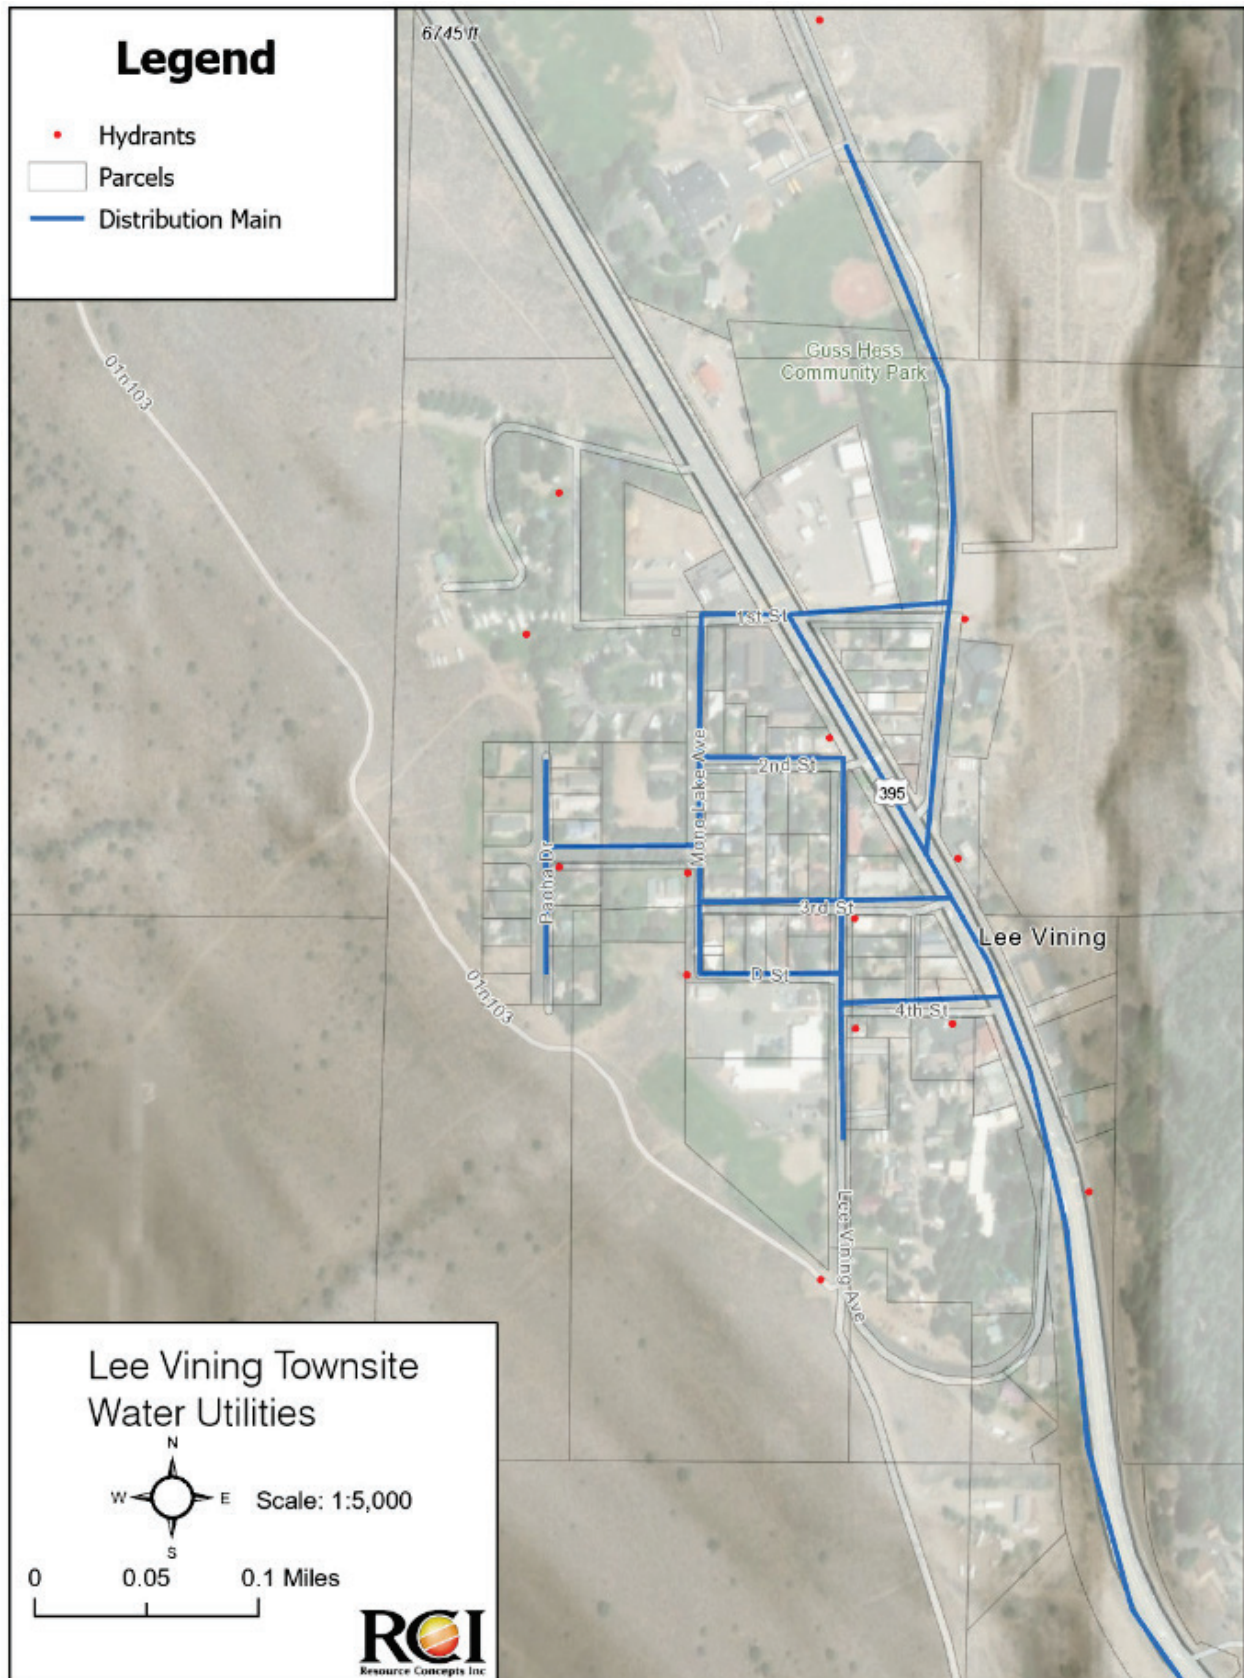 Legend
Hydrants
Parcels
Distribution Main
6745 ft
01n103
Guss Hess
Community Park
1st St
Mono Lake Ave
2nd St
395
Paoha Dr
3rd St
Lee Vining
D St
01n103
4th St
Lee Vining Ave
Lee Vining Townsite
Water Utilities
N
W
E
S
Scale: 1:5,000
0 0.05 0.1 Miles
RCI
Resource Concepts Inc